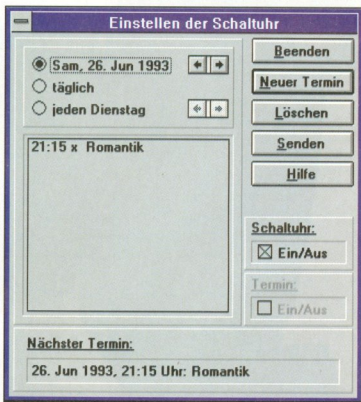 Einstellen der Schaltuhr
Sam, 26. Jun 1993
täglich
jeden Dienstag
21:15 x Romantik
Beenden
Neuer Termin
Löschen
Senden
Hilfe
Schaltuhr:
Ein/Aus
Termin:
Ein/Aus
Nächster Termin:
26. Jun 1993, 21:15 Uhr: Romantik